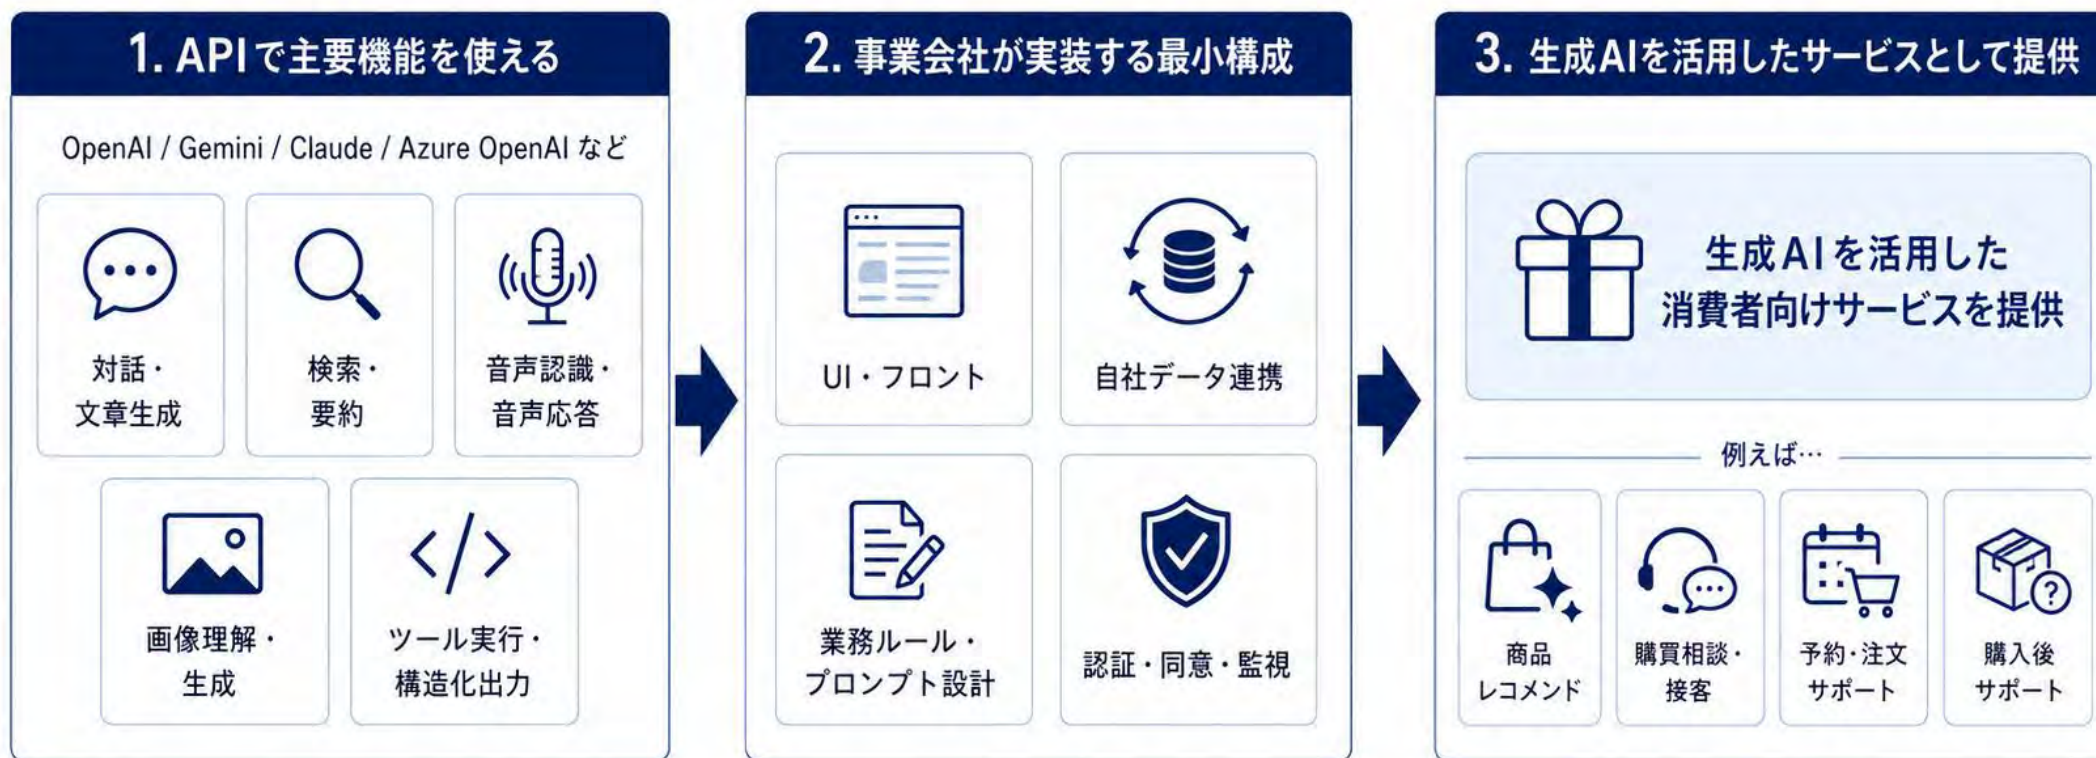 1. APIで主要機能を使える
OpenAI / Gemini / Claude / Azure OpenAI など
対話・
文章生成
検索・
要約
音声認識・
音声応答
画像理解・
生成
ツール実行・
構造化出力
2. 事業会社が実装する最小構成
UI・フロント
自社データ連携
業務ルール・
プロンプト設計
認証・同意・監視
3. 生成AIを活用したサービスとして提供
生成AIを活用した
消費者向けサービスを提供
例えば…
商品
レコメンド
購買相談・
接客
予約・注文
サポート
購入後
サポート